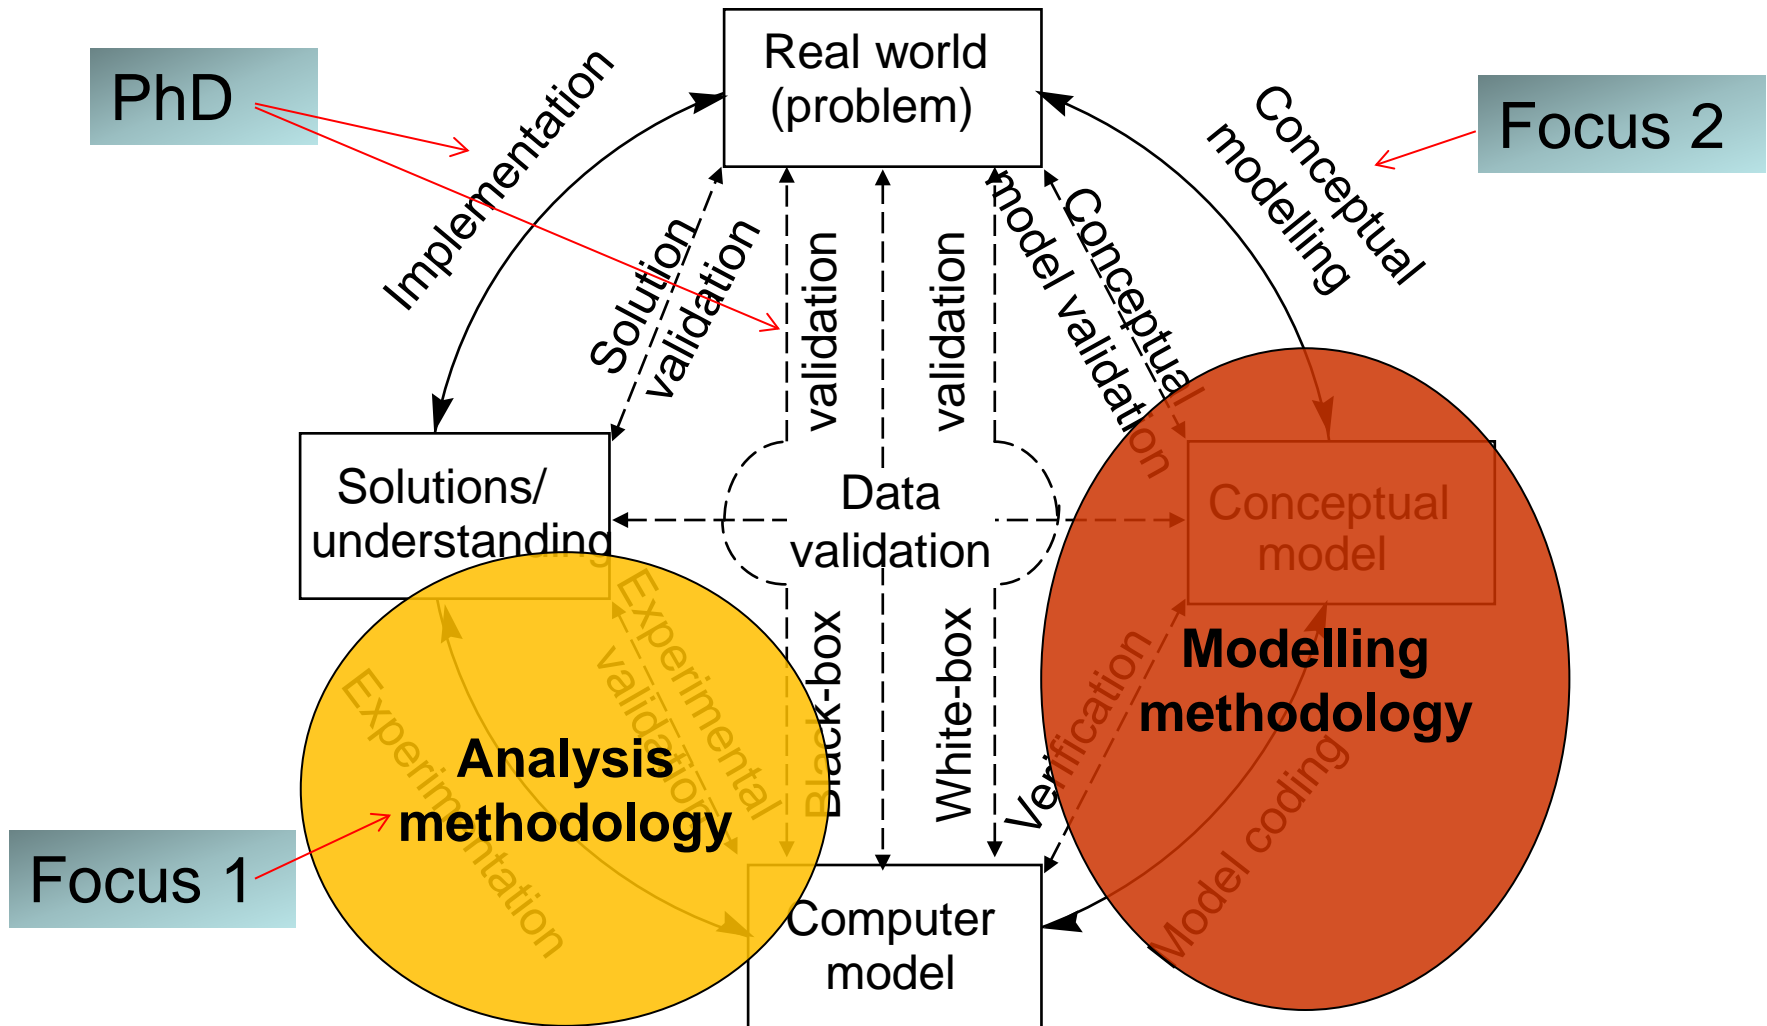 Real world
(problem)
PhD
Focus 2
Implementation
Conceptual
modelling
Solution
validation
validation
validation
Conceptual
model validation
Solutions/
understanding
Data
validation
Conceptual
model
Experimental
validation
Black-box
White-box
Verification
Modelling
methodology
Experimentation
Analysis
methodology
Model coding
Focus 1
Computer
model